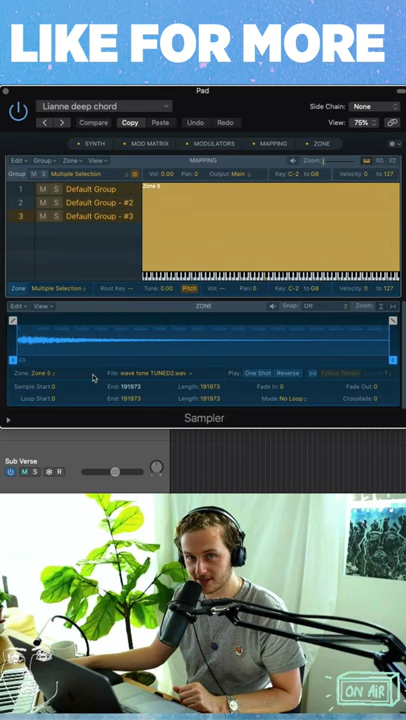 LIKE FOR MORE
Pad
Lianne deep chord
Side Chain: None
Compare Copy Paste Undo Redo
View: 75%
SYNTH MOD MATRIX MODULATORS MAPPING ZONE
Edit Group Zone View MAPPING Zoom:
Group M S Multiple Selection Vol: 0.00 Pan: 0 Output: Main Key: C-2 to G8 Velocity 0 to 127
1 M S Default Group
2 M S Default Group - #2
3 M S Default Group - #3
Zone 5
Zone Multiple Selection Root Key -- Tune: 0.00 Pitch Vol: -- Pan: 0 Key: C-2 to G8 Velocity 0 to 127
Edit View ZONE Snap: Off Zoom:
Zone: Zone 5 File: wave tone TUNED2.wav Play: One Shot Reverse Follow Tempo
Sample Start: 0 End: 191973 Length: 191973 Fade In: 0 Fade Out: 0
Loop Start: 0 End: 191973 Length: 191973 Mode: No Loop Crossfade: 0
Sampler
Sub Verse
M S R
ON AIR